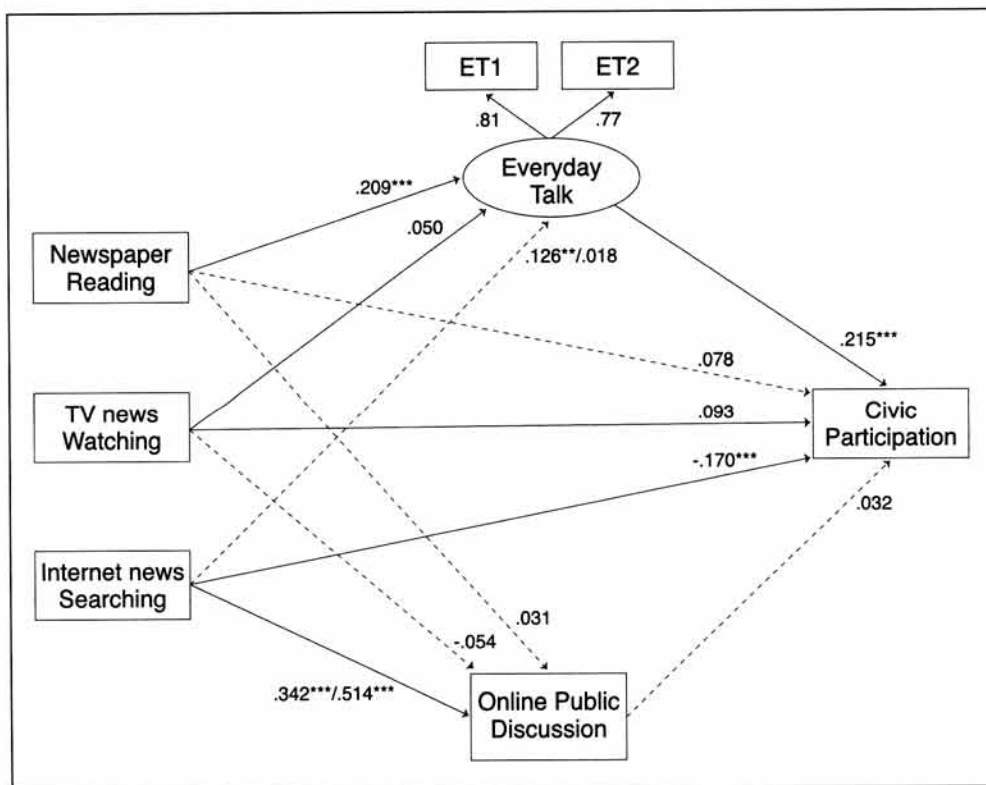 ET1
ET2
.81
.77
Everyday
Talk
.209***
.050
.126**/.018
Newspaper
Reading
.215***
.078
TV news
Watching
.093
Civic
Participation
-.170***
.032
Internet news
Searching
.031
-.054
.342***/.514***
Online Public
Discussion